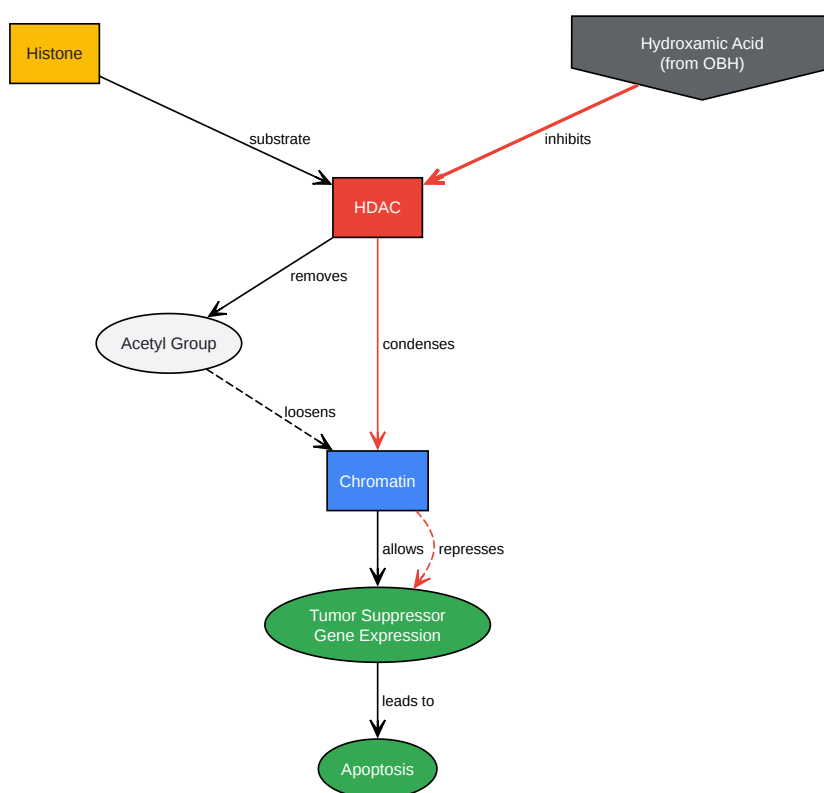 Histone
Hydroxamic Acid
(from OBH)
substrate
inhibits
HDAC
removes
Acetyl Group
condenses
loosens
Chromatin
allows
represses
Tumor Suppressor
Gene Expression
leads to
Apoptosis